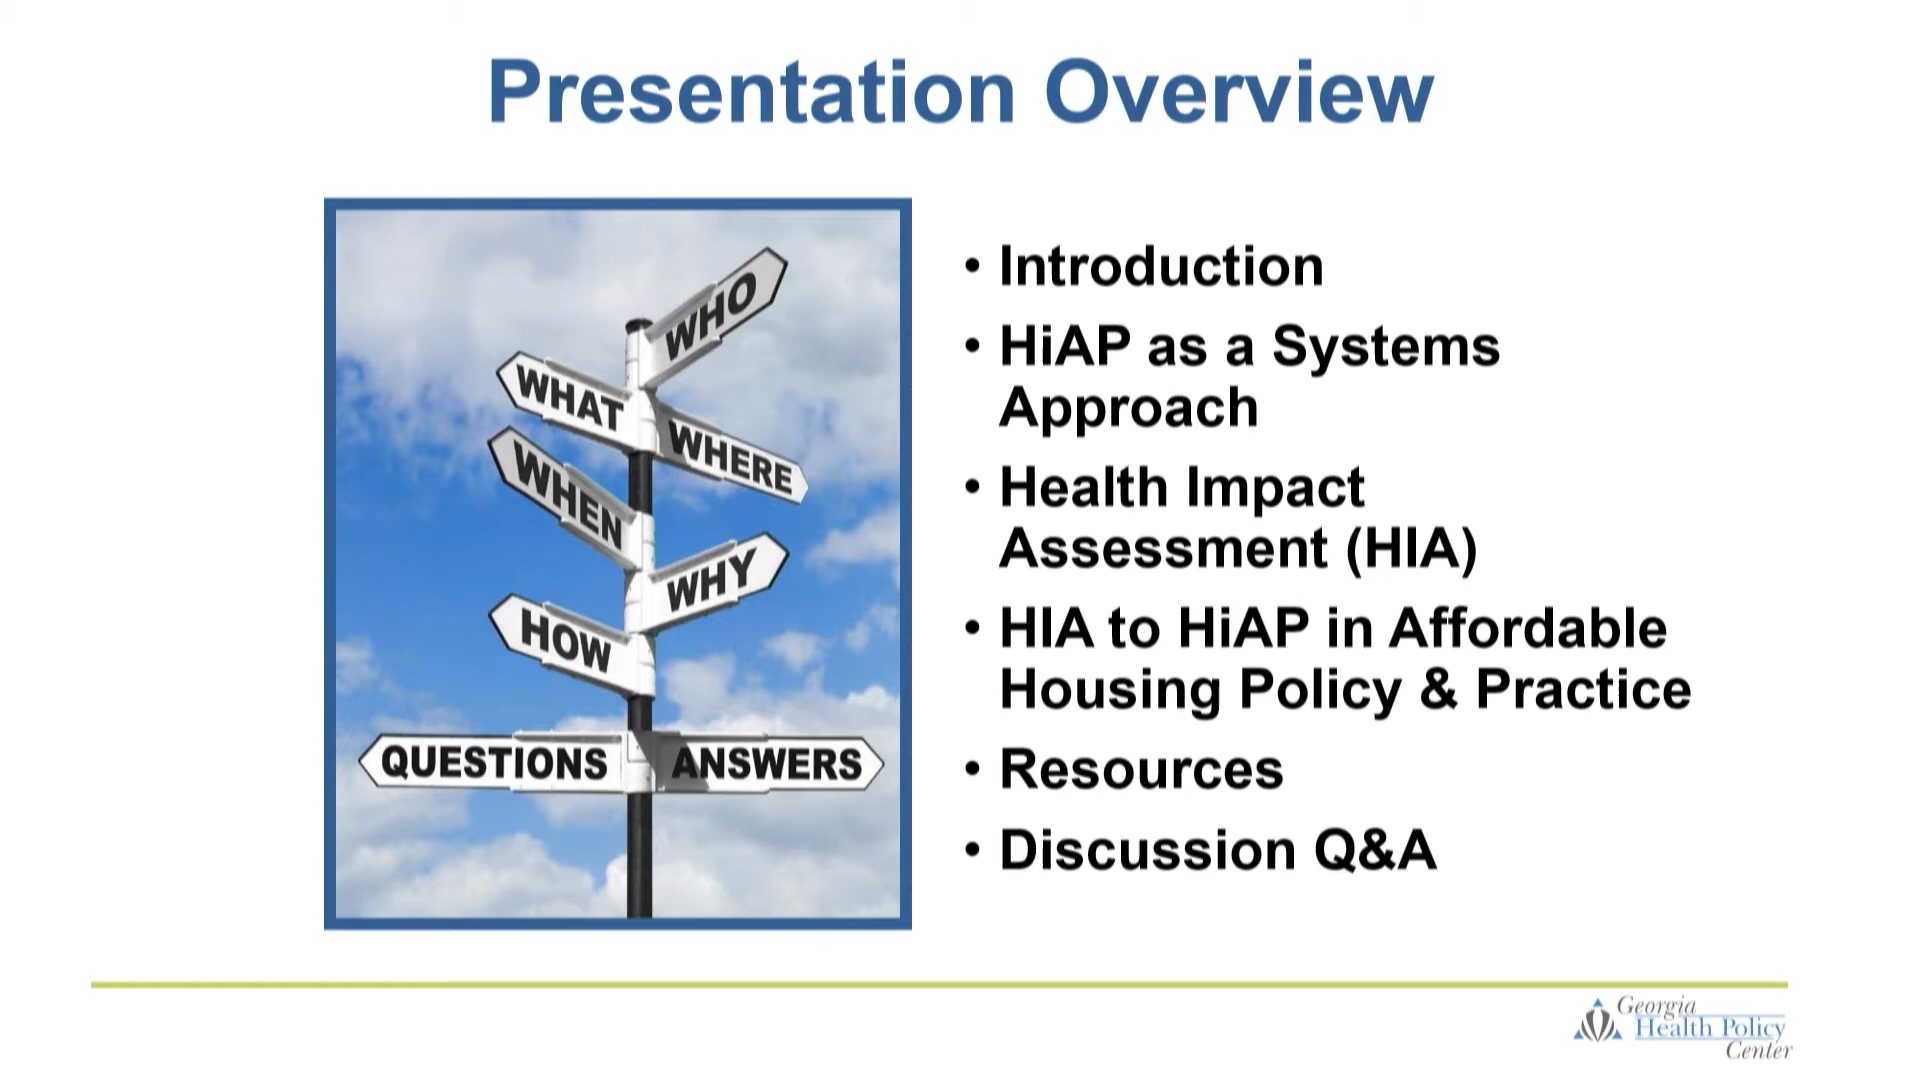 Presentation Overview
WHO
WHAT
WHERE
WHEN
WHY
HOW
QUESTIONS
ANSWERS
• Introduction
• HiAP as a Systems
Approach
• Health Impact
Assessment (HIA)
• HIA to HiAP in Affordable
Housing Policy & Practice
• Resources
• Discussion Q&A
Georgia
Health Policy
Center